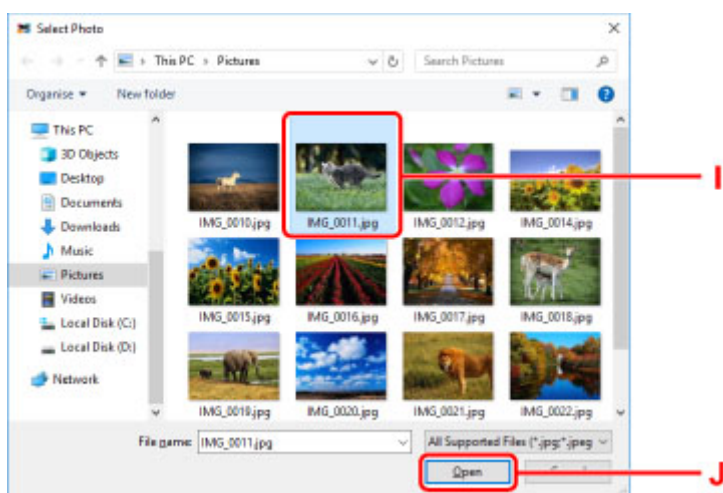 Select Photo
This PC › Pictures
Search Pictures
Organise
New folder
This PC
3D Objects
Desktop
Documents
Downloads
Music
Pictures
Videos
Local Disk (C:)
Local Disk (D:)
Network
IMG_0010.jpg IMG_0011.jpg IMG_0012.jpg IMG_0014.jpg
I
IMG_0015.jpg IMG_0016.jpg IMG_0017.jpg IMG_0018.jpg
IMG_0019.jpg IMG_0020.jpg IMG_0021.jpg IMG_0022.jpg
File name: IMG_0011.jpg
All Supported Files (*.jpg;*.jpeg
Open
J